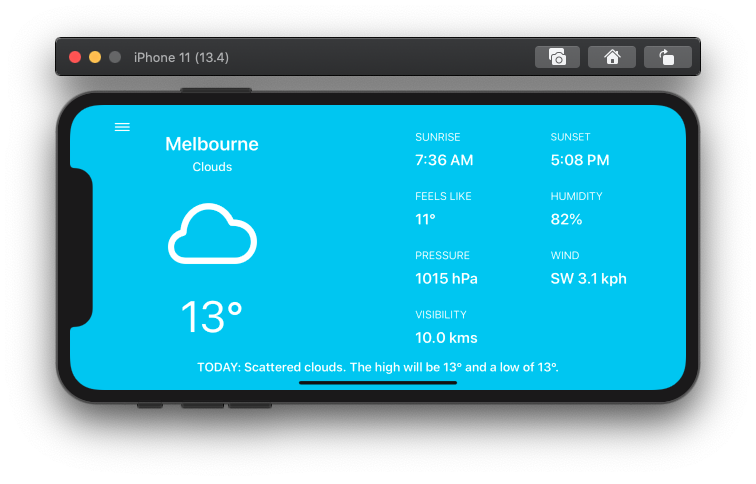 iPhone 11 (13.4)
Melbourne
Clouds
13°
SUNRISE
7:36 AM
SUNSET
5:08 PM
FEELS LIKE
11°
HUMIDITY
82%
PRESSURE
1015 hPa
WIND
SW 3.1 kph
VISIBILITY
10.0 kms
TODAY: Scattered clouds. The high will be 13° and a low of 13°.